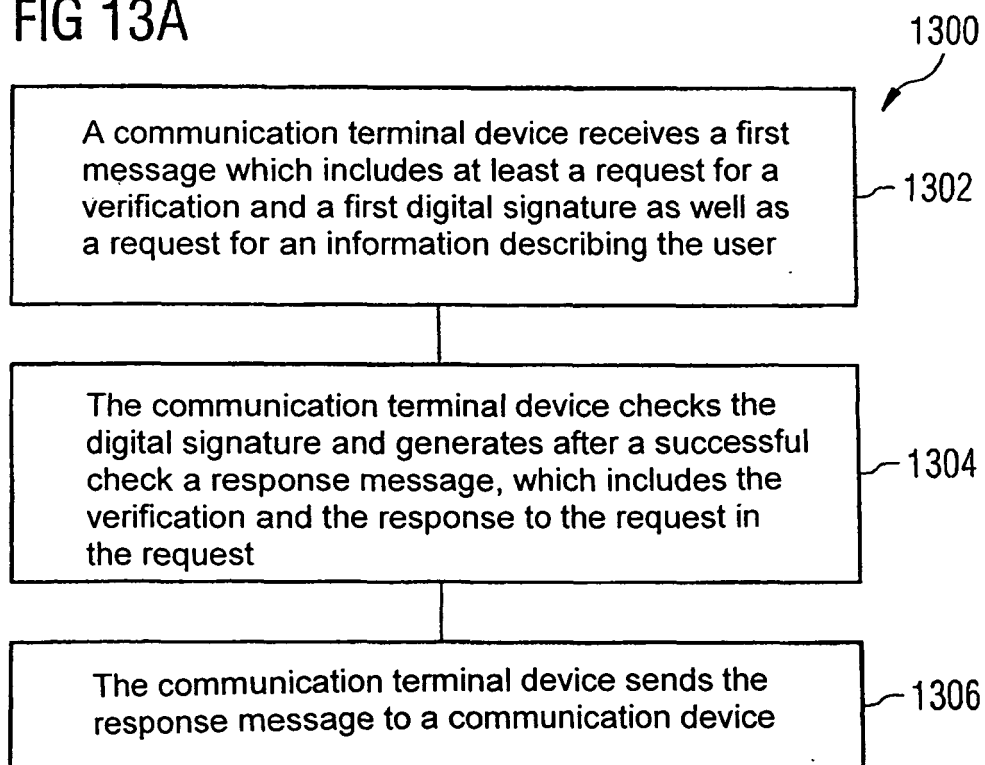 FIG 13A
1300
A communication terminal device receives a first
message which includes at least a request for a
verification and a first digital signature as well as
a request for an information describing the user
1302
The communication terminal device checks the
digital signature and generates after a successful
check a response message, which includes the
verification and the response to the request in
the request
1304
The communication terminal device sends the
response message to a communication device
1306